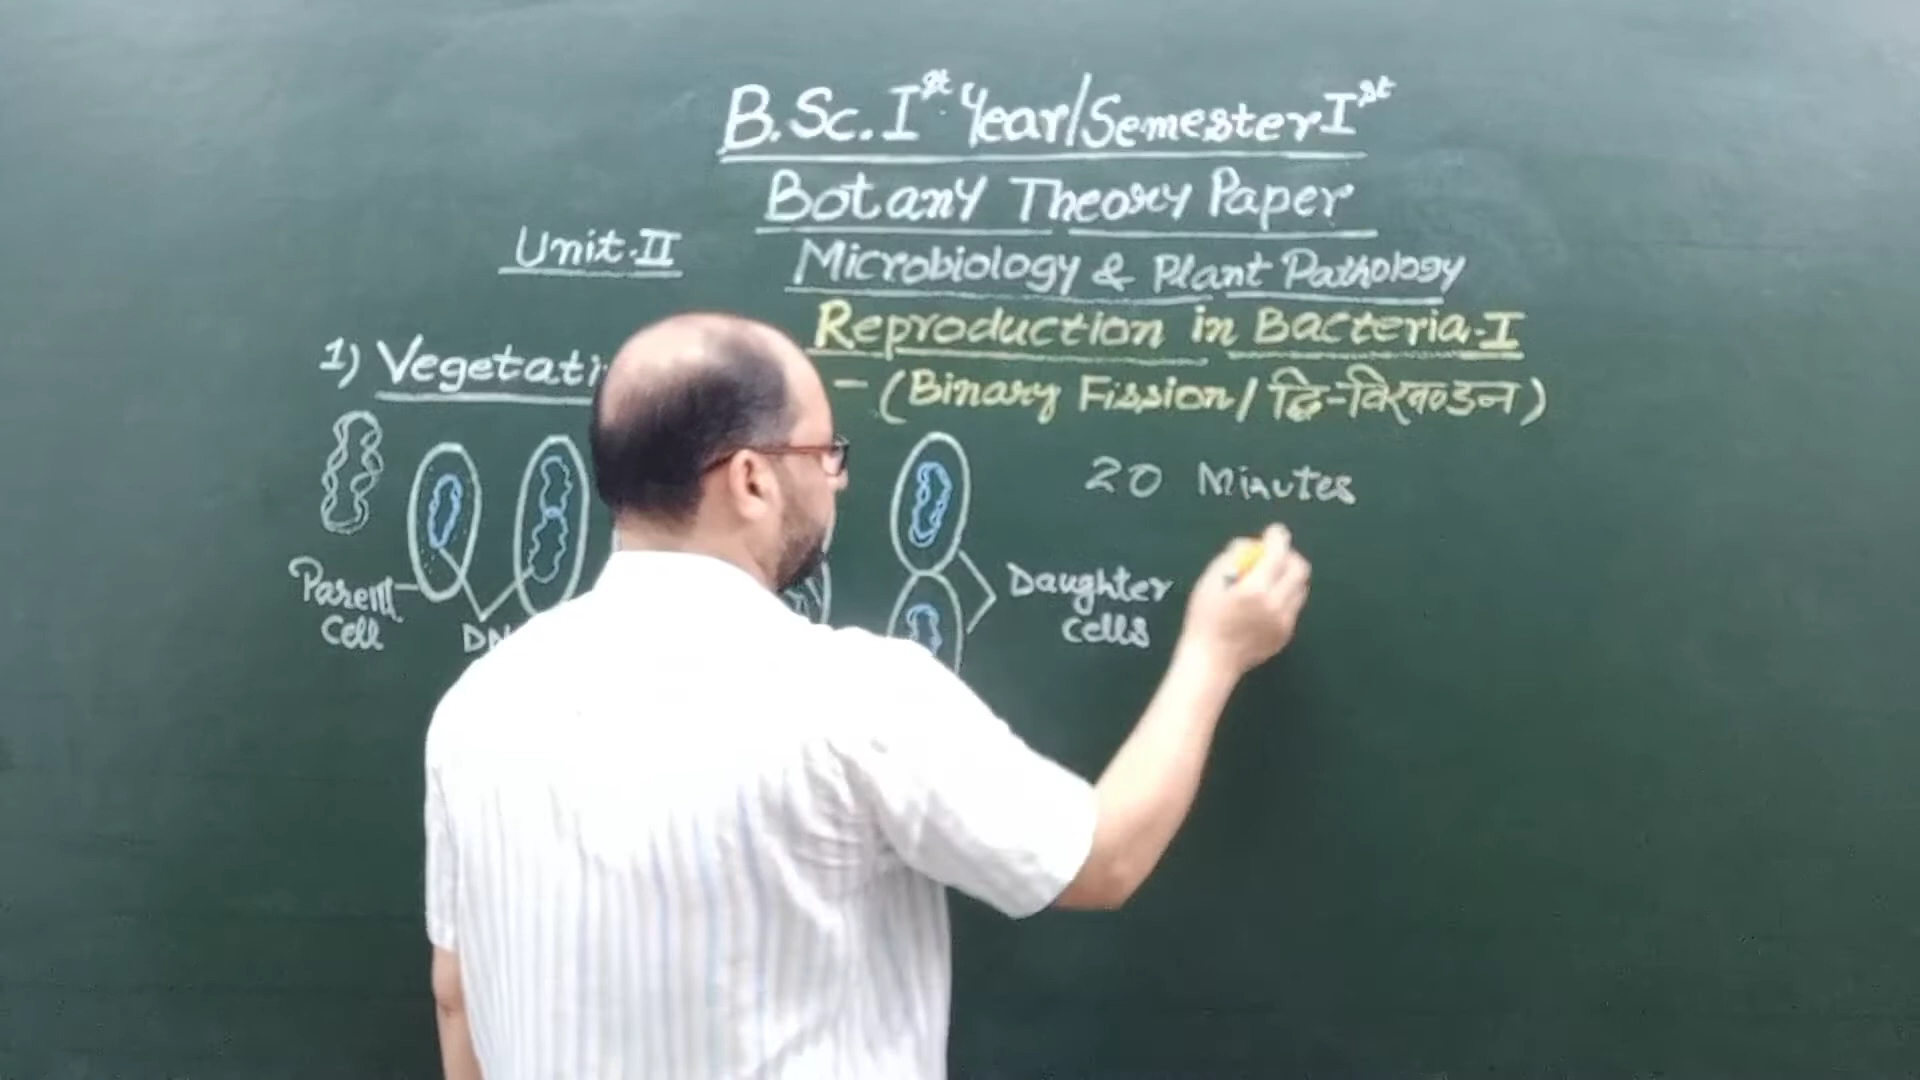 B.Sc. Ist Year/Semester Ist
Botany Theory Paper
Unit-II
Microbiology & Plant Pathology
Reproduction in Bacteria-I
1) Vegetati
- (Binary Fission / द्वि-विखण्डन)
20 Minutes
Parent Cell
DN
Daughter Cells